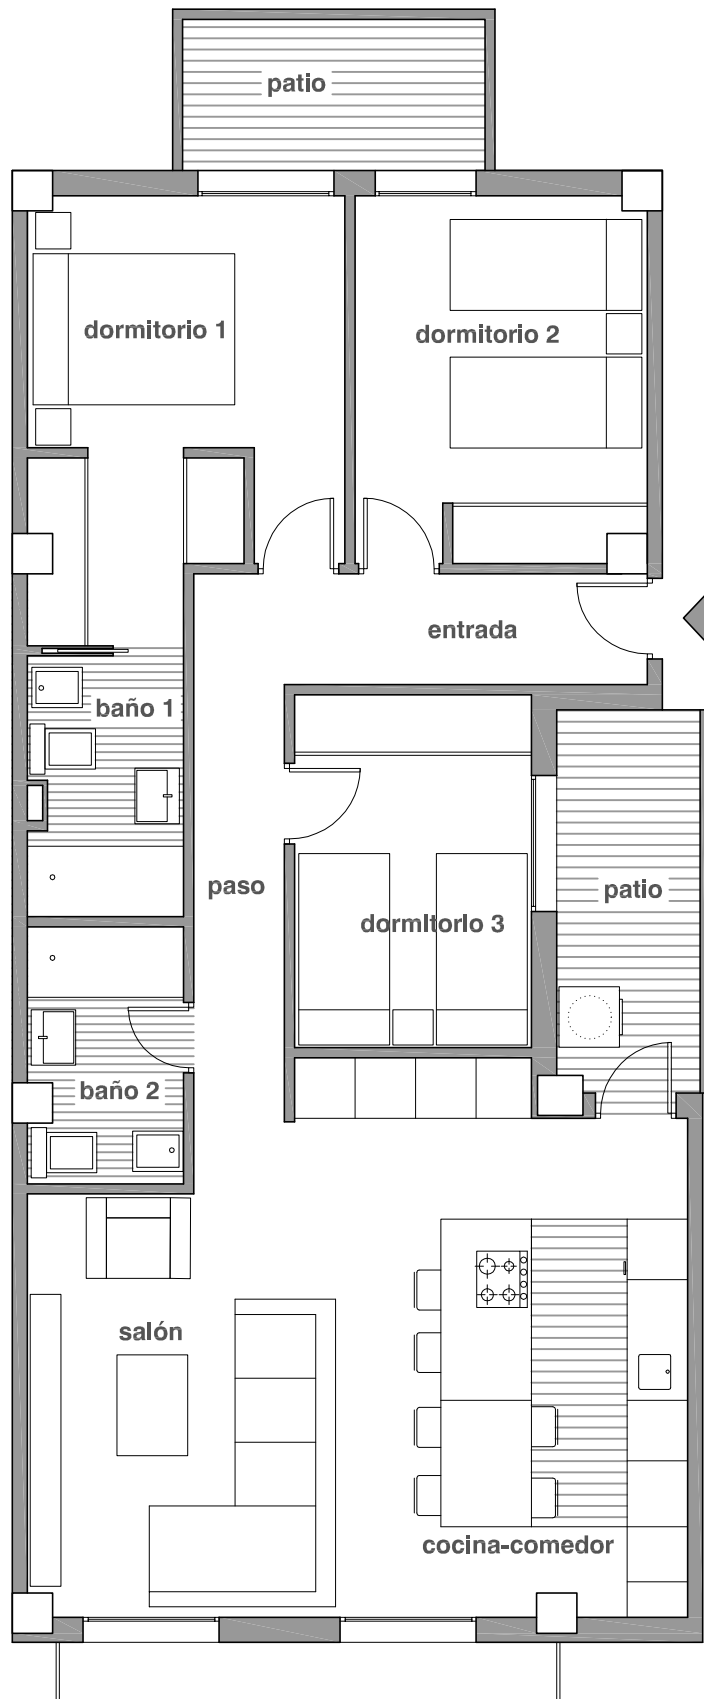 patio
dormitorio 1
dormitorio 2
entrada
baño 1
paso
dormitorio 3
patio
baño 2
salón
cocina-comedor